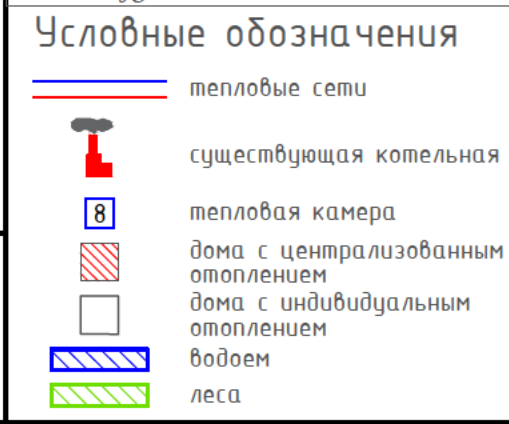 Условные обозначения
тепловые сети
существующая котельная
8
тепловая камера
дома с централизованным
отоплением
дома с индивидуальным
отоплением
водоем
леса